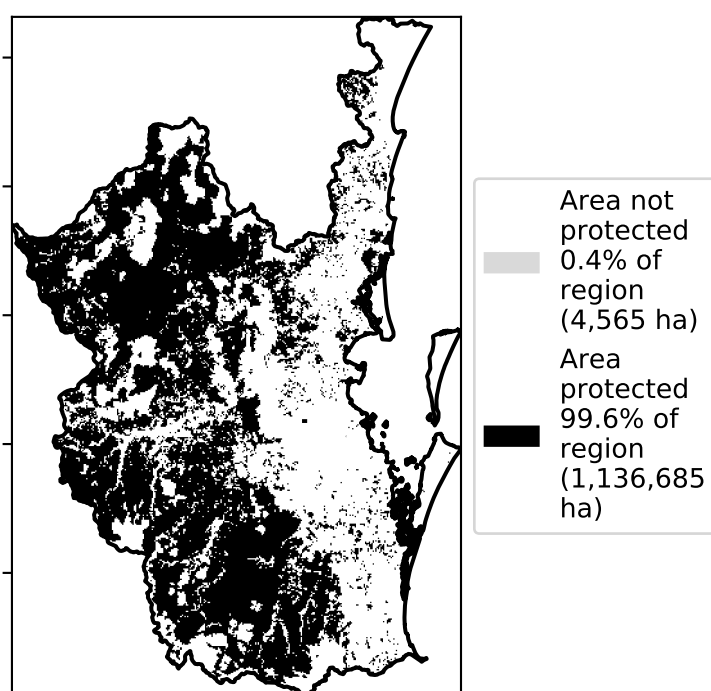 Area not
protected
0.4% of
region
(4,565 ha)
Area
protected
99.6% of
region
(1,136,685
ha)